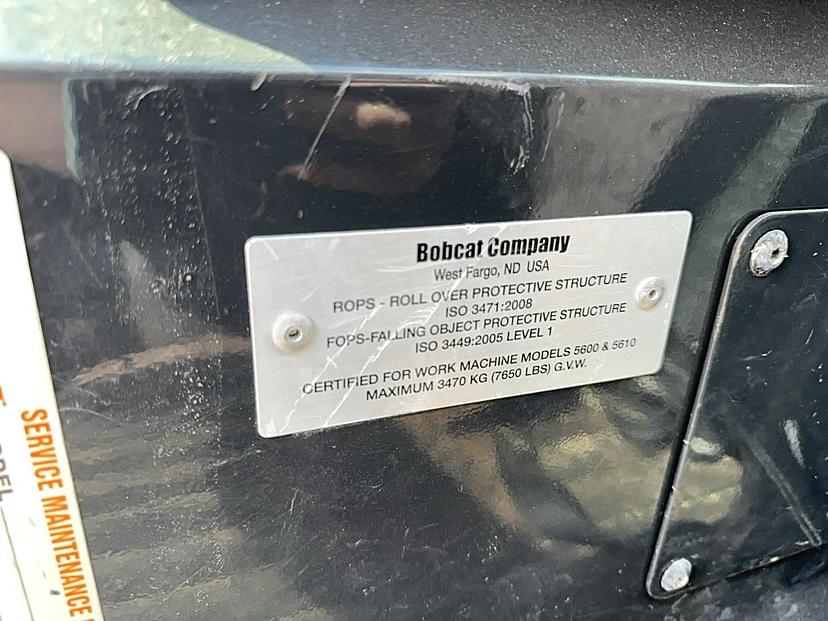 Bobcat Company
West Fargo, ND USA
ROPS - ROLL OVER PROTECTIVE STRUCTURE
ISO 3471:2008
FOPS-FALLING OBJECT PROTECTIVE STRUCTURE
ISO 3449:2005 LEVEL 1
CERTIFIED FOR WORK MACHINE MODELS 5600 & 5610
MAXIMUM 3470 KG (7650 LBS) G.V.W.
SERVICE MAINTENANCE